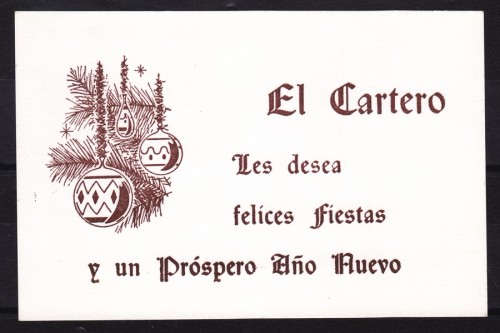 El Cartero
Les desea
felices Fiestas
y un Próspero Año Nuevo